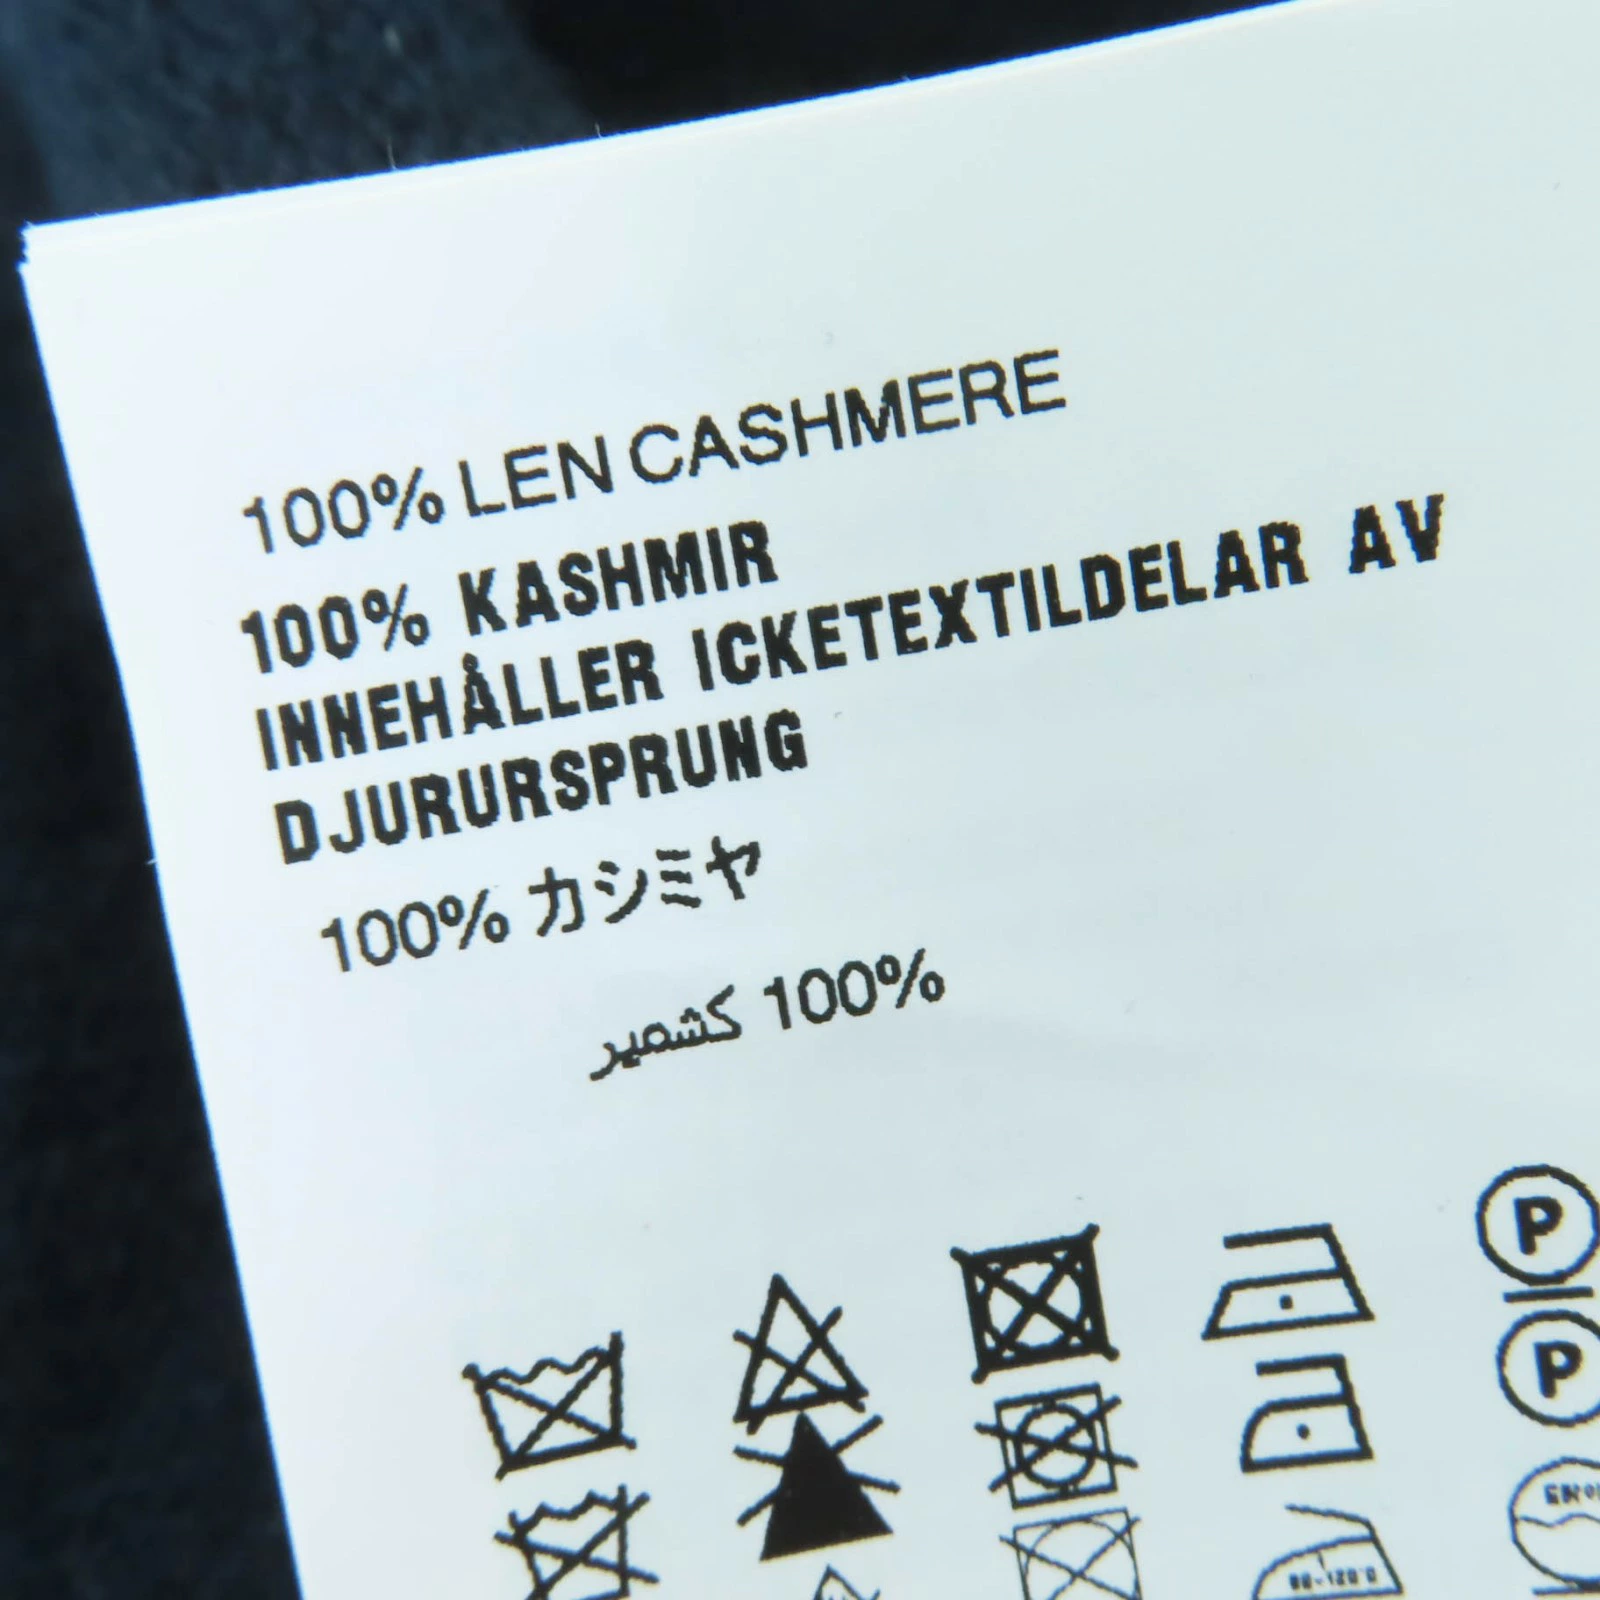 100% LEN CASHMERE
100% KASHMIR
INNEHÅLLER ICKETEXTILDELAR AV
DJURURSPRUNG
100% カシミヤ
100% كشمير
P
P